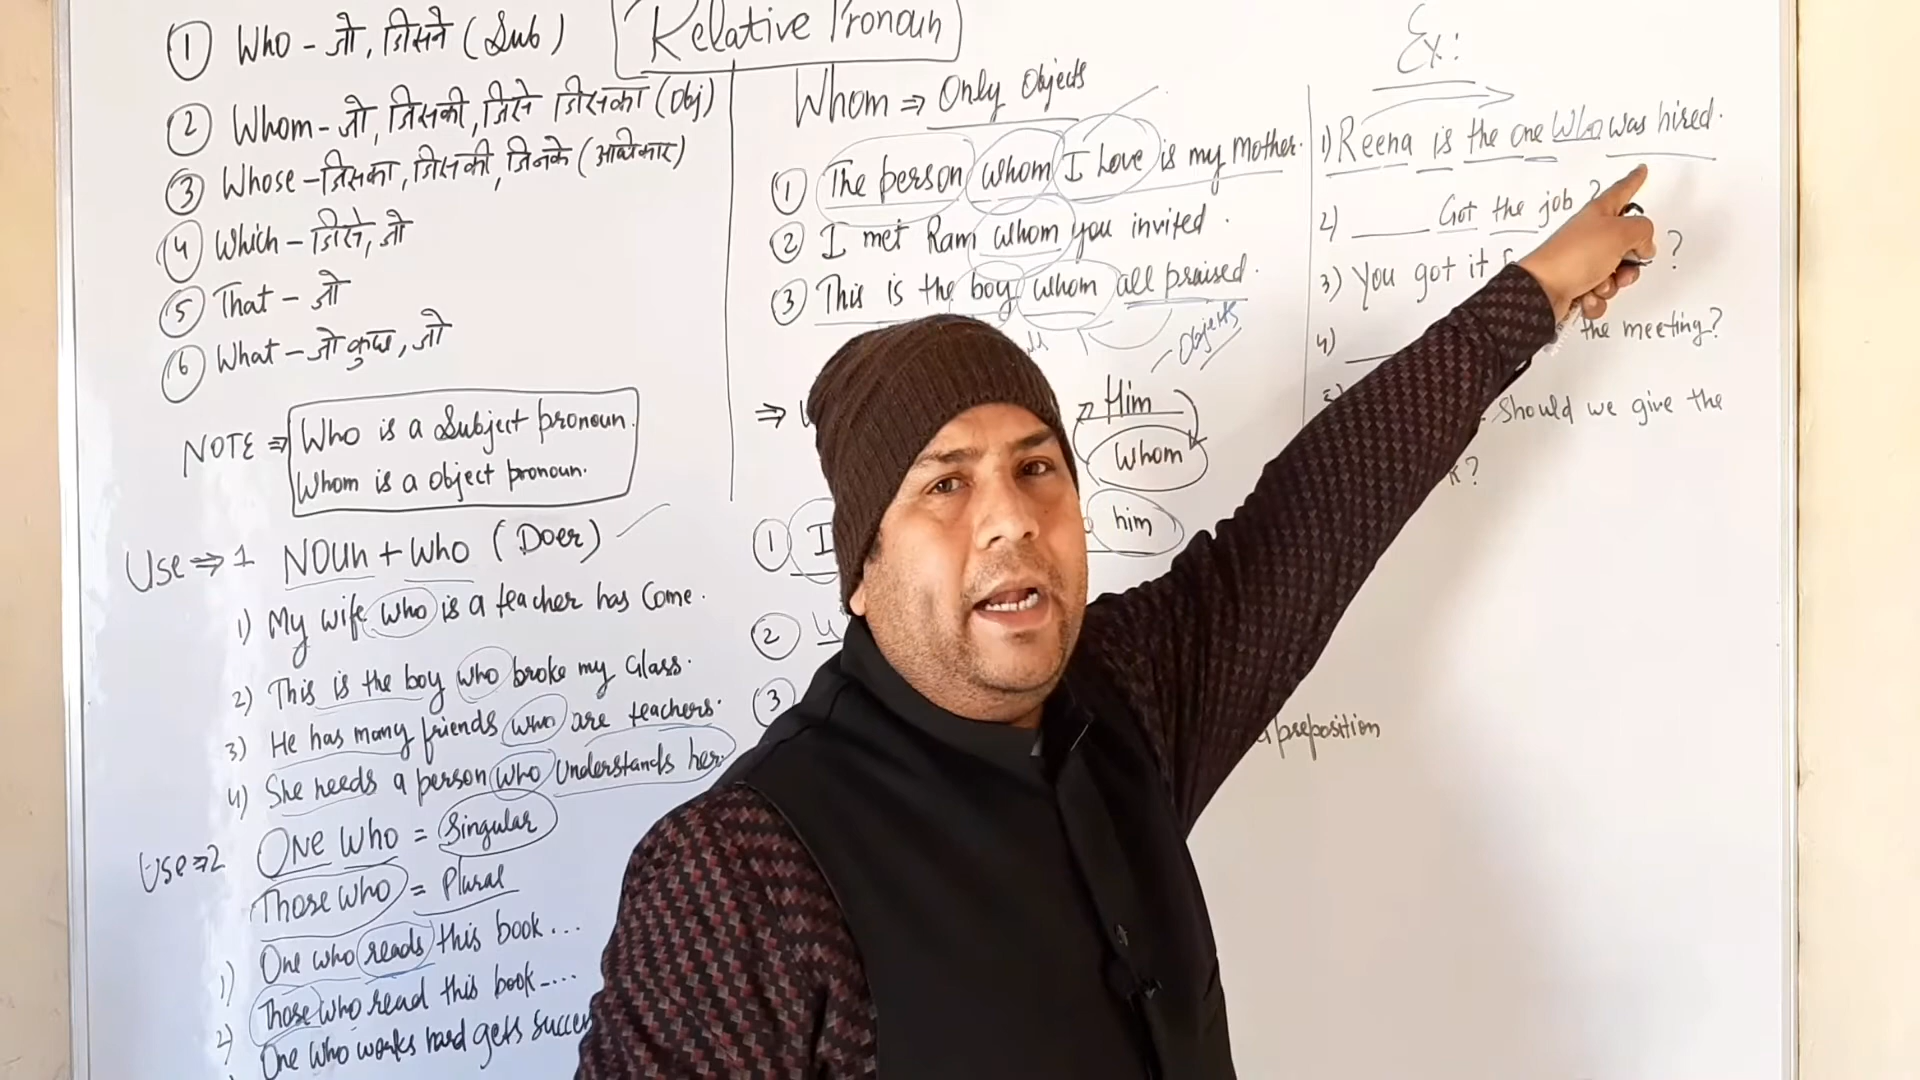 Relative Pronoun
① Who – जो, जिसने (Sub)
② Whom – जो, जिसकी, जिसे जिसका (Obj)
③ Whose – जिसका, जिसकी, जिनके (अधिकार)
④ Which – जिसे, जो
⑤ That – जो
⑥ What – जो कुछ, जो
NOTE ⇒ Who is a Subject pronoun.
Whom is a object pronoun.
Use ⇒ 1 NOUN + Who (Doer)
1) My wife who is a teacher has Come.
2) This is the boy who broke my Glass.
3) He has many friends who are teachers.
4) She needs a person who Understands her.
Use ⇒ 2 ONE Who = Singular
Those Who = Plural
1) One who reads this book...
2) Those who read this book....
One who works hard gets
Whom ⇒ Only Objects
① The person whom I Love is my Mother.
② I met Ram whom you invited.
③ This is the boy whom all praised.
Objects
⇒
Him
Whom
① I him
②
③
preposition
Ex:
1) Reena is the one Who was hired.
2) ____ Got the job ?
3) You got it ?
4) the meeting?
Should we give the
?